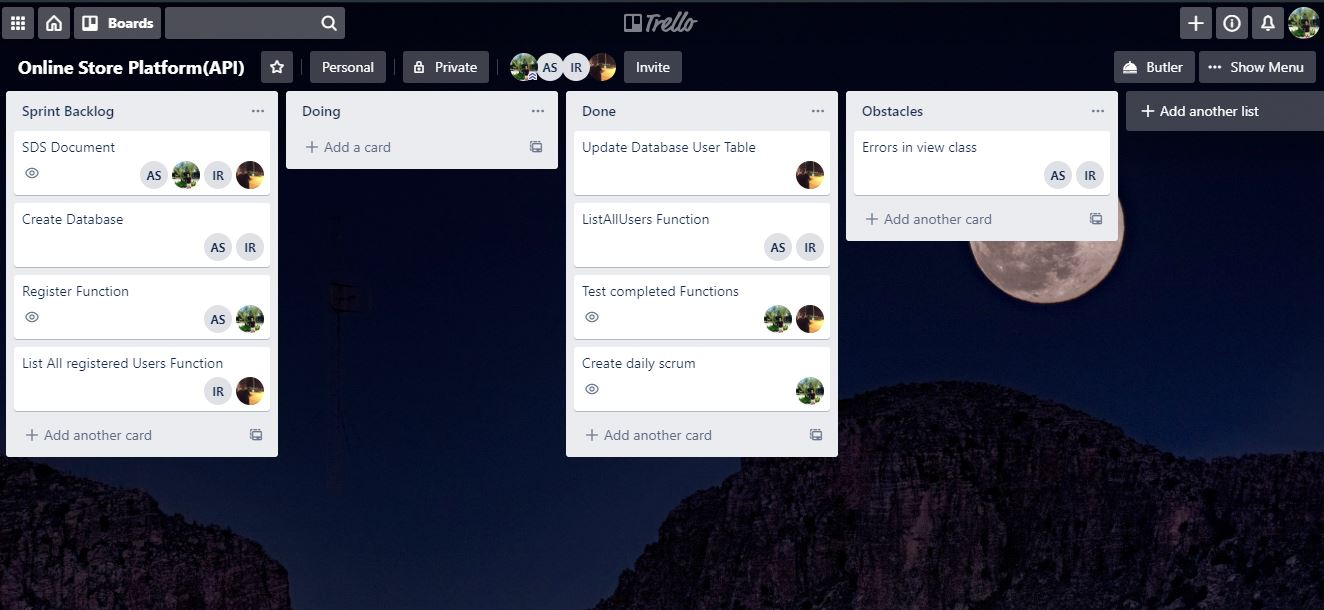 Boards
Trello
Online Store Platform(API)
Personal
Private
AS
IR
Invite
Butler
Show Menu
Sprint Backlog
SDS Document
AS
IR
Create Database
AS
IR
Register Function
AS
List All registered Users Function
IR
Add another card
Doing
Add a card
Done
Update Database User Table
ListAllUsers Function
AS
IR
Test completed Functions
Create daily scrum
Add another card
Obstacles
Errors in view class
AS
IR
Add another card
Add another list